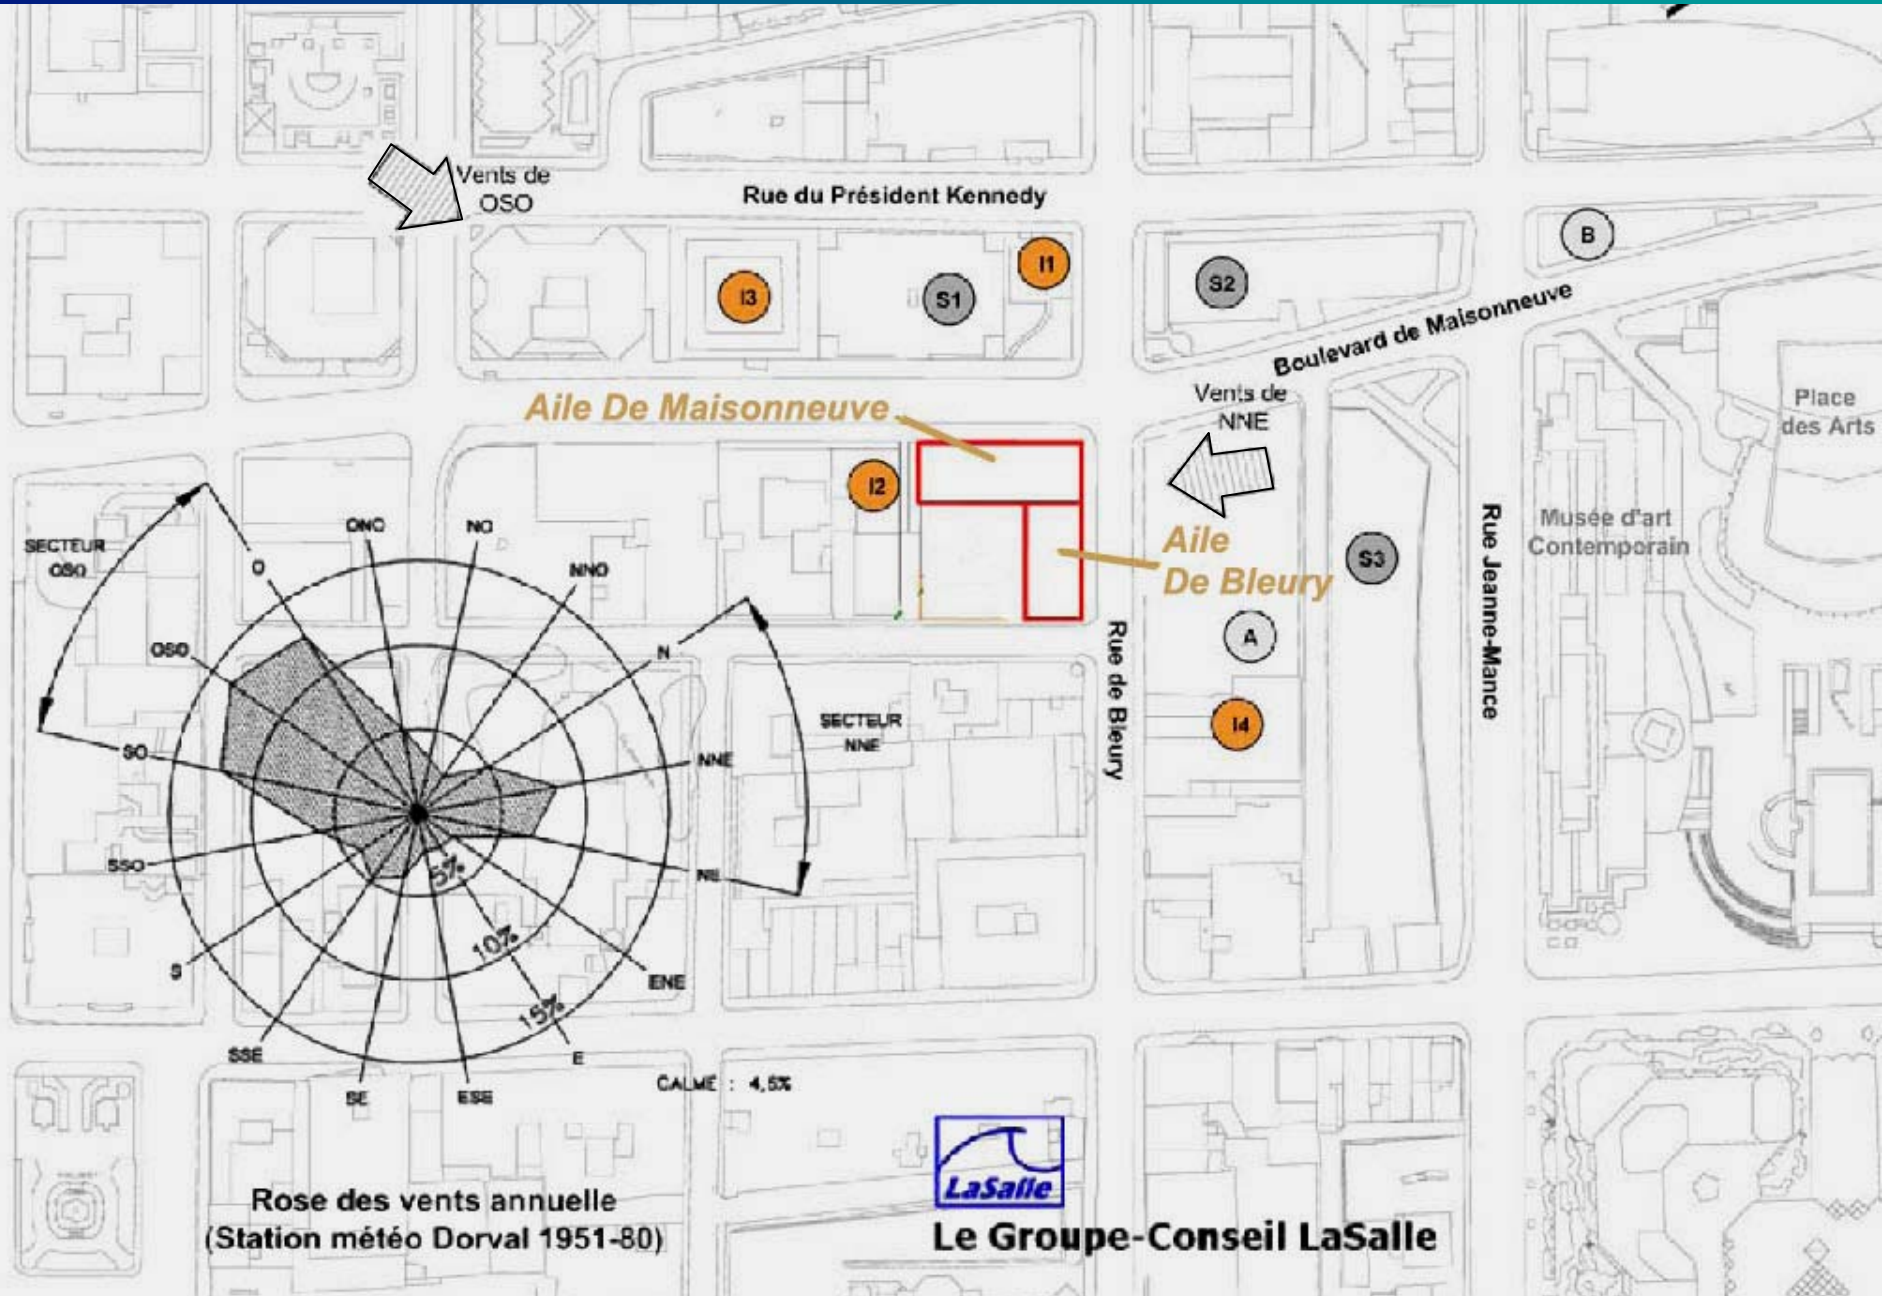 Vents de
OSO
Rue du Président Kennedy
B
I1
I3
S1
S2
Boulevard de Maisonneuve
Aile De Maisonneuve
Vents de
NNE
Place
des Arts
I2
Aile
De Bleury
S3
Rue Jeanne-Mance
Musée d'art
Contemporain
A
Rue de Bleury
I4
SECTEUR
OSO
O
ONO
NO
NNO
N
OSO
SECTEUR
NNE
SO
NNE
SSO
NE
5%
S
10%
ENE
15%
SSE
E
SE
ESE
CALME : 4,5%
Rose des vents annuelle
(Station météo Dorval 1951-80)
LaSalle
Le Groupe-Conseil LaSalle